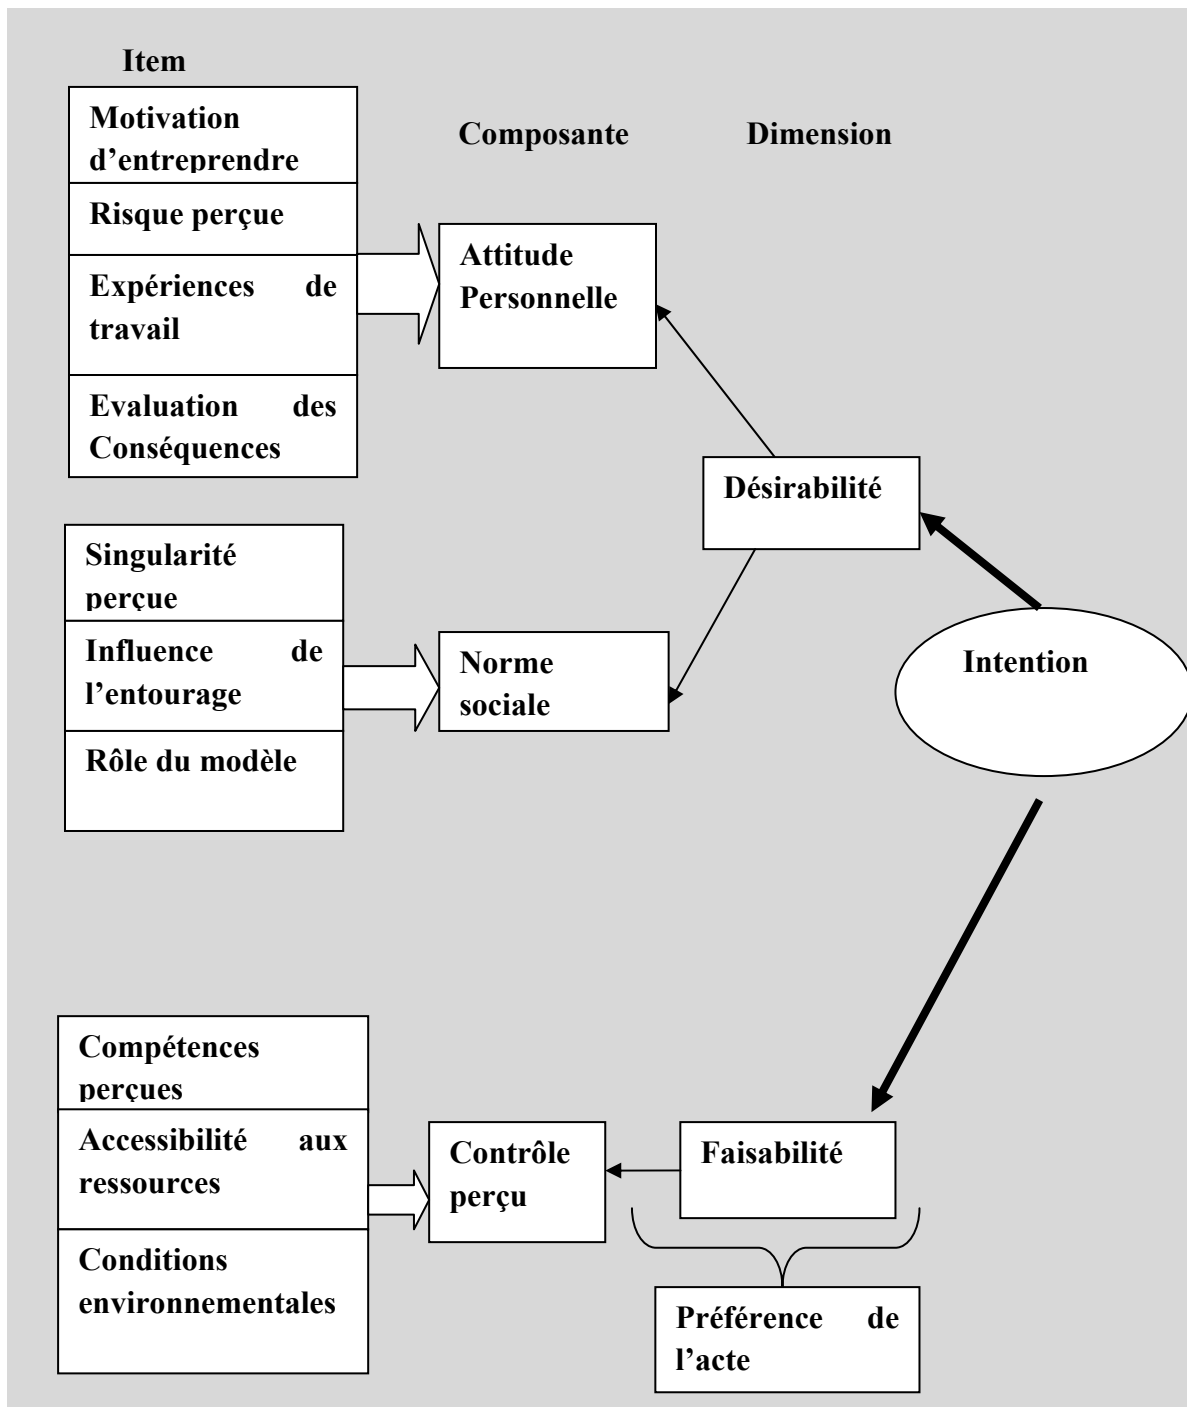 Item
Motivation
d’entreprendre
Risque perçue
Expériences de
travail
Evaluation des
Conséquences
Composante
Dimension
Attitude
Personnelle
Désirabilité
Singularité
perçue
Influence de
l’entourage
Rôle du modèle
Norme
sociale
Intention
Compétences
perçues
Accessibilité aux
ressources
Conditions
environnementales
Contrôle
perçu
Faisabilité
Préférence de
l’acte